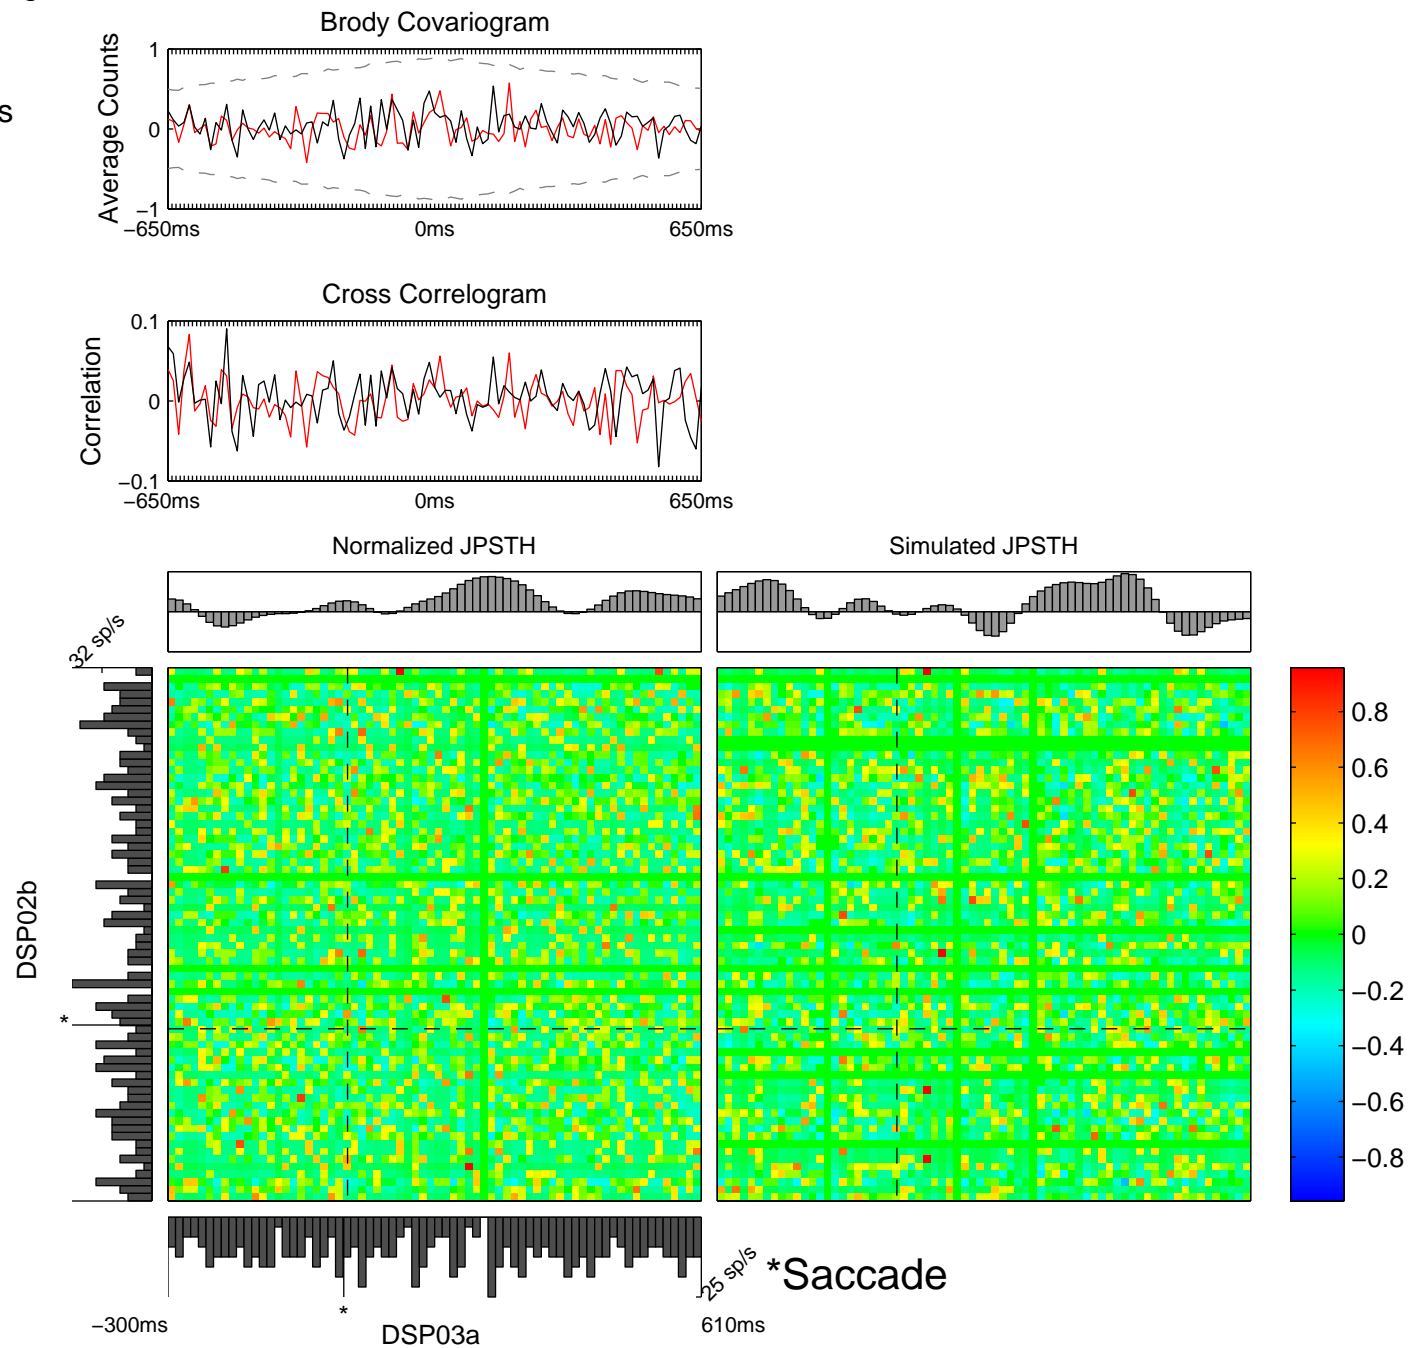 g
Brody Covariogram
Average Counts
1
0
−1
s
−650ms 0ms 650ms
Cross Correlogram
Correlation
0.1
0
−0.1
−650ms 0ms 650ms
Normalized JPSTH
Simulated JPSTH
32 sp/s
DSP02b
*
0.8
0.6
0.4
0.2
0
−0.2
−0.4
−0.6
−0.8
25 sp/s
*Saccade
*
−300ms
DSP03a
610ms